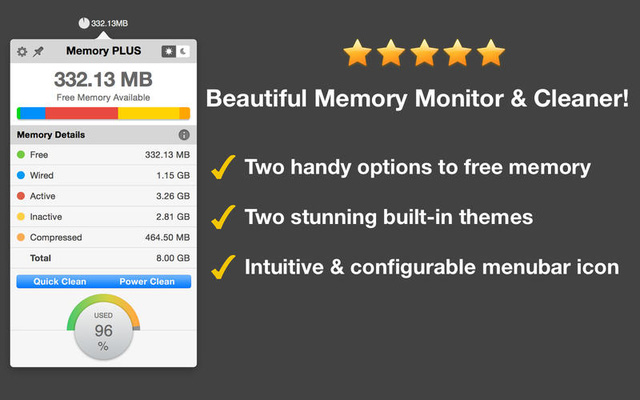 332.13MB
Memory PLUS
332.13 MB
Free Memory Available
Memory Details
Free 332.13 MB
Wired 1.15 GB
Active 3.26 GB
Inactive 2.81 GB
Compressed 464.50 MB
Total 8.00 GB
Quick Clean Power Clean
USED
96
%
Beautiful Memory Monitor & Cleaner!
Two handy options to free memory
Two stunning built-in themes
Intuitive & configurable menubar icon